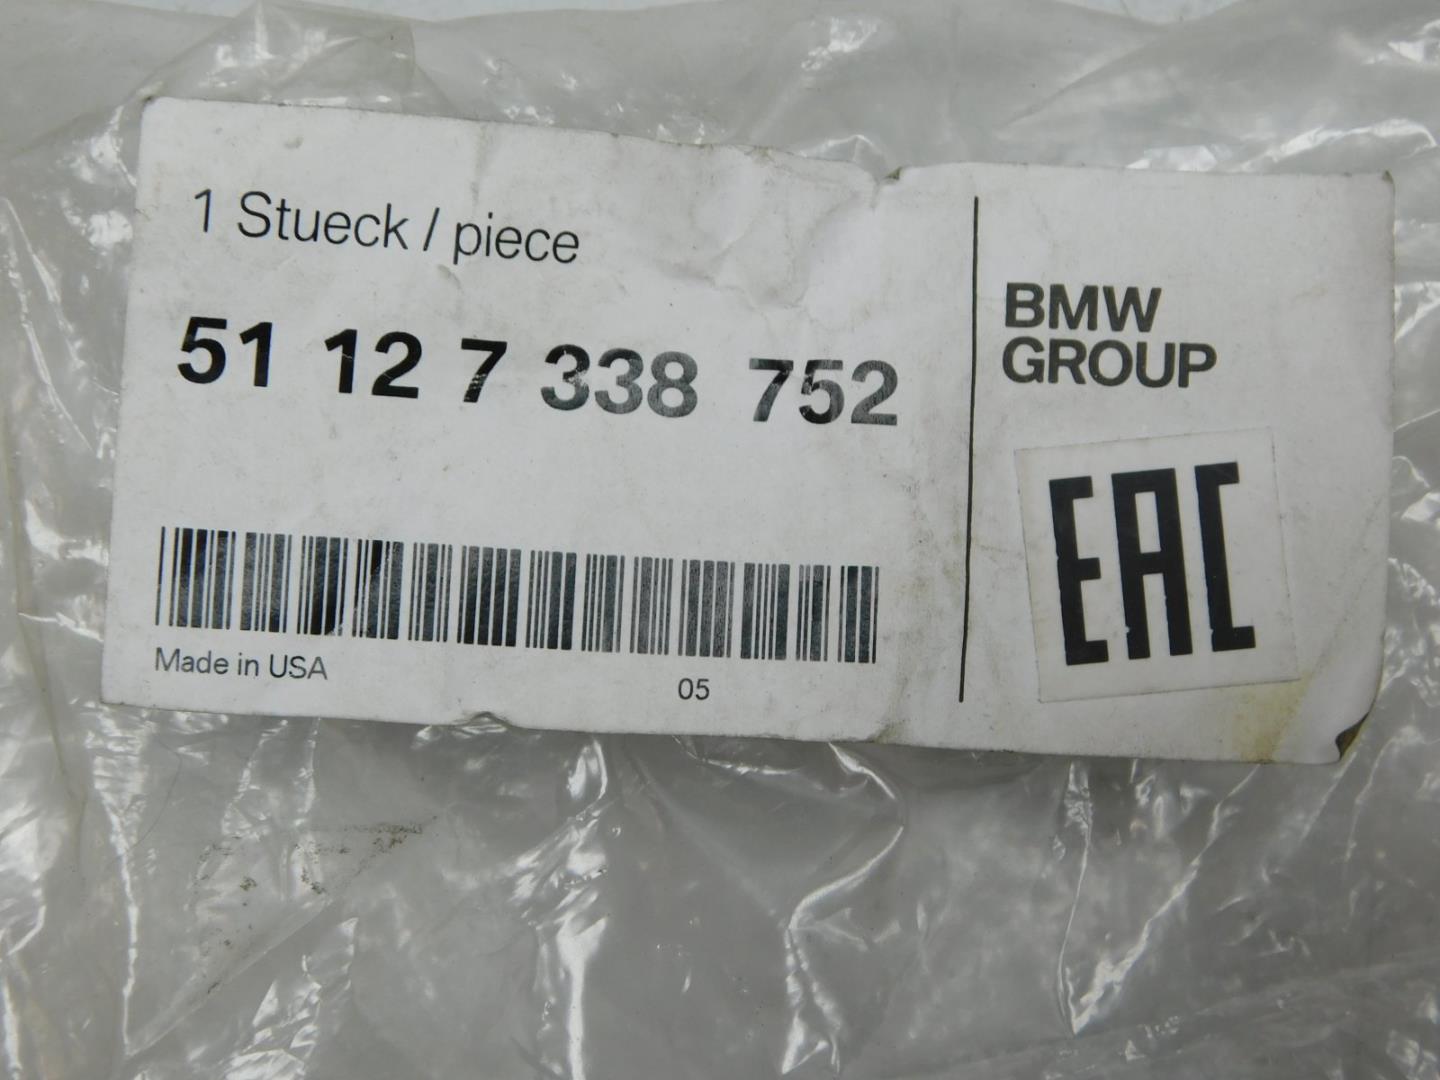 1 Stueck / piece
51 12 7 338 752
Made in USA
05
BMW
GROUP
EAC